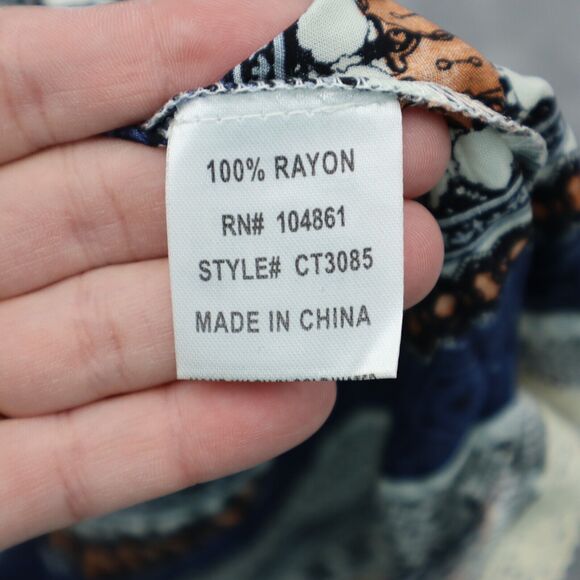 100% RAYON
RN# 104861
STYLE# CT3085
MADE IN CHINA